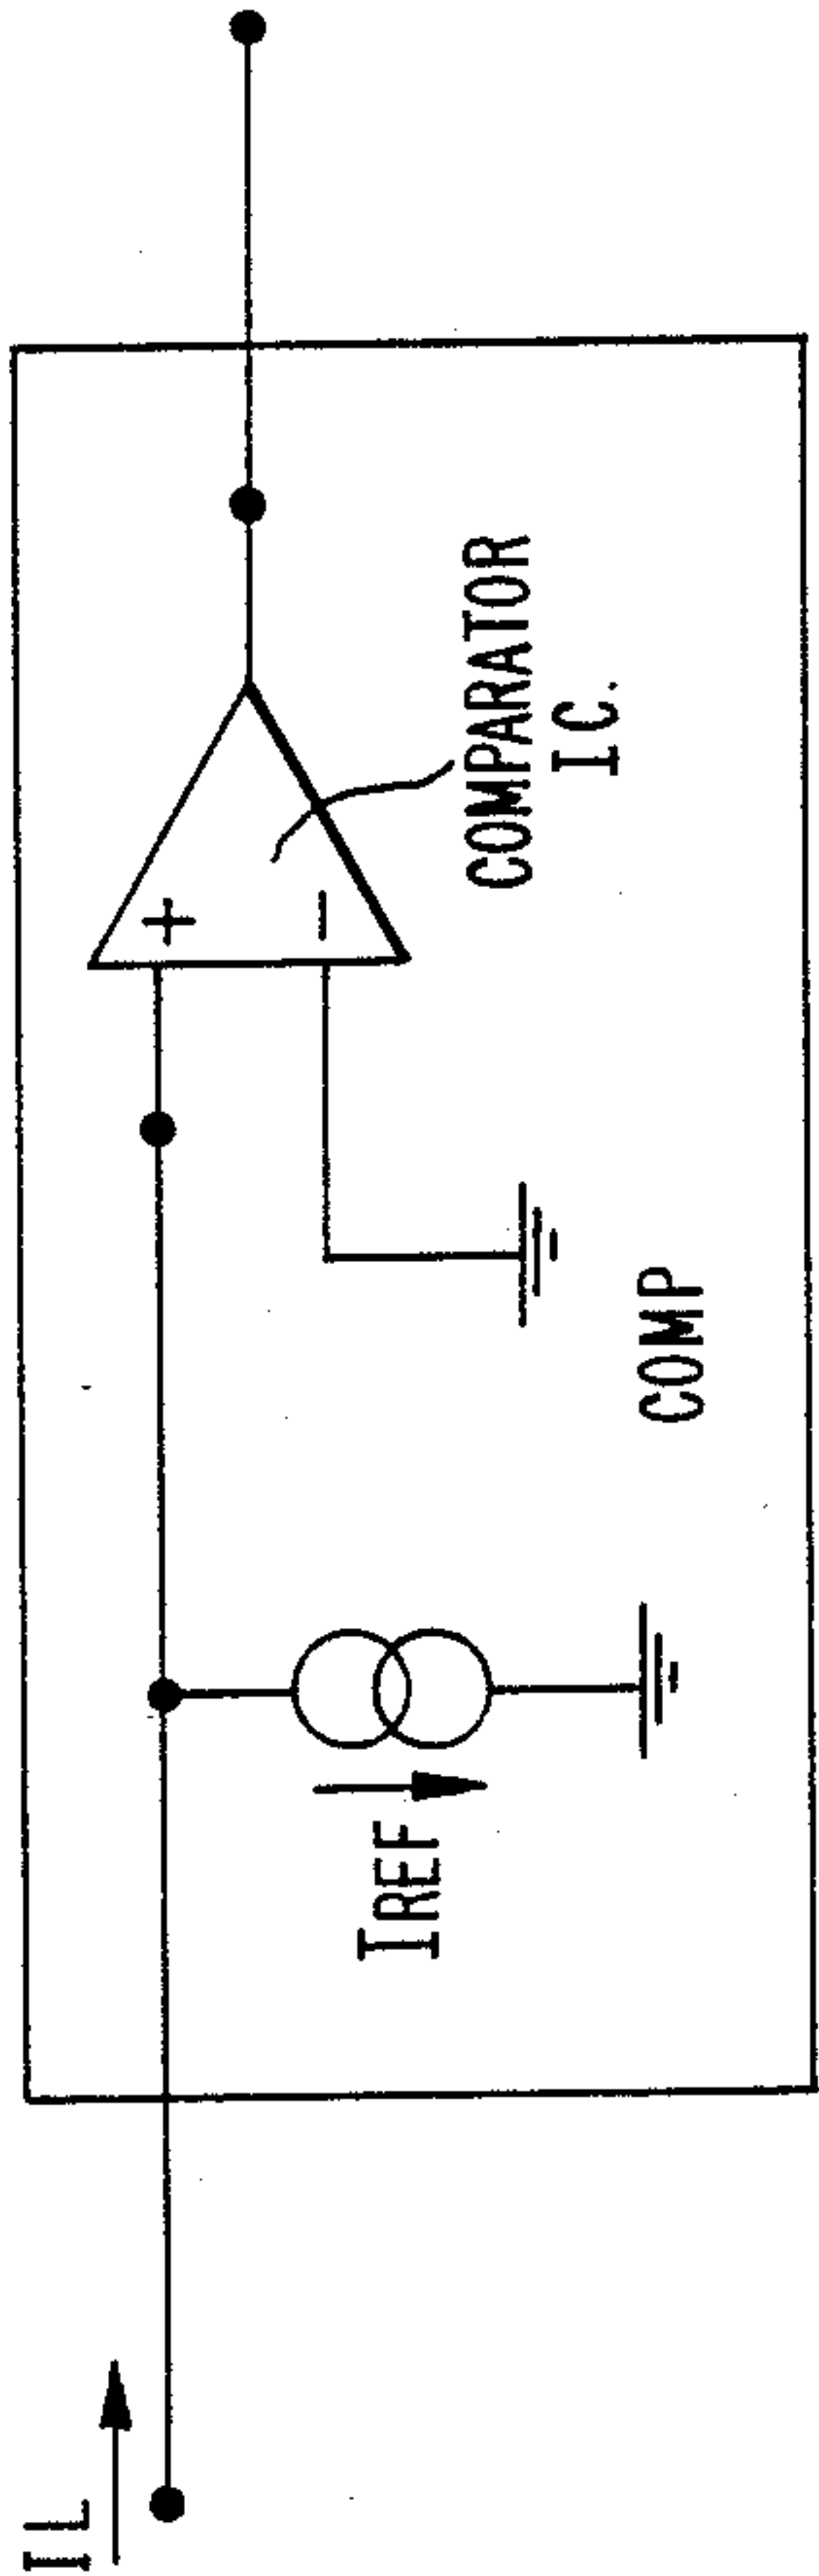 IL
IREF
COMP
+
−
COMPARATOR
IC.